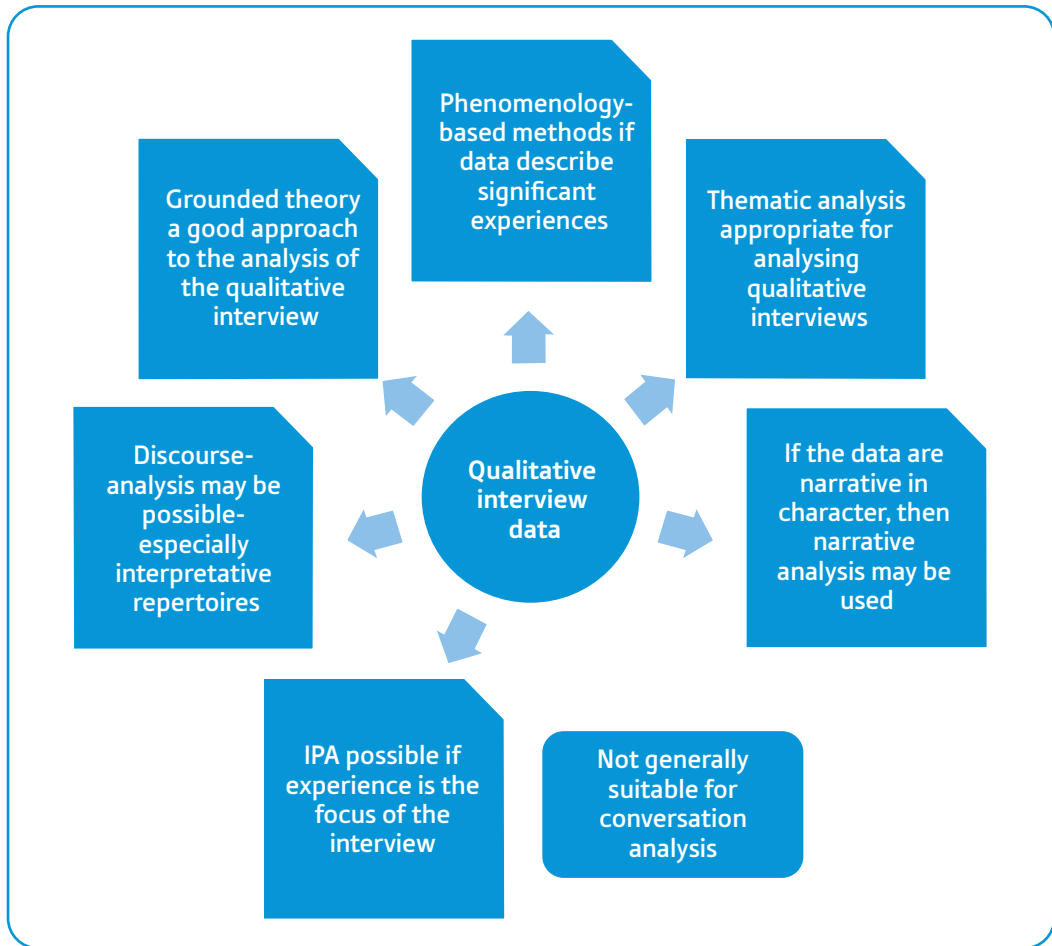 Phenomenology-
based methods if
data describe
significant
experiences
Grounded theory
a good approach
to the analysis of
the qualitative
interview
Thematic analysis
appropriate for
analysing
qualitative
interviews
Discourse-
analysis may be
possible-
especially
interpretative
repertoires
Qualitative
interview
data
If the data are
narrative in
character, then
narrative
analysis may be
used
IPA possible if
experience is the
focus of the
interview
Not generally
suitable for
conversation
analysis